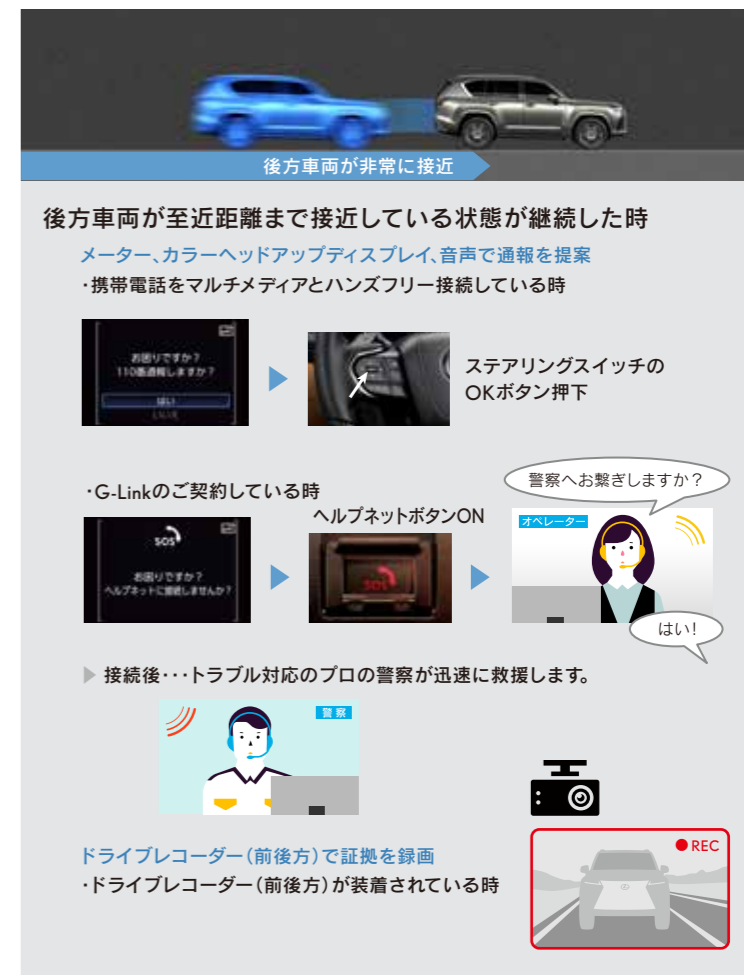 後方車両が非常に接近
後方車両が至近距離まで接近している状態が継続した時
メーター、カラーヘッドアップディスプレイ、音声で通報を提案
・携帯電話をマルチメディアとハンズフリー接続している時
お困りですか？
110番通報しますか？
はい
いいえ
ステアリングスイッチの
OKボタン押下
・G-Linkのご契約している時
ヘルプネットボタンON
警察へお繋ぎしますか？
オペレーター
SOS
お困りですか？
ヘルプネットに接続しませんか？
SOS
はい！
▶ 接続後･･･トラブル対応のプロの警察が迅速に救援します。
警察
ドライブレコーダー（前後方）で証拠を録画
・ドライブレコーダー（前後方）が装着されている時
●REC